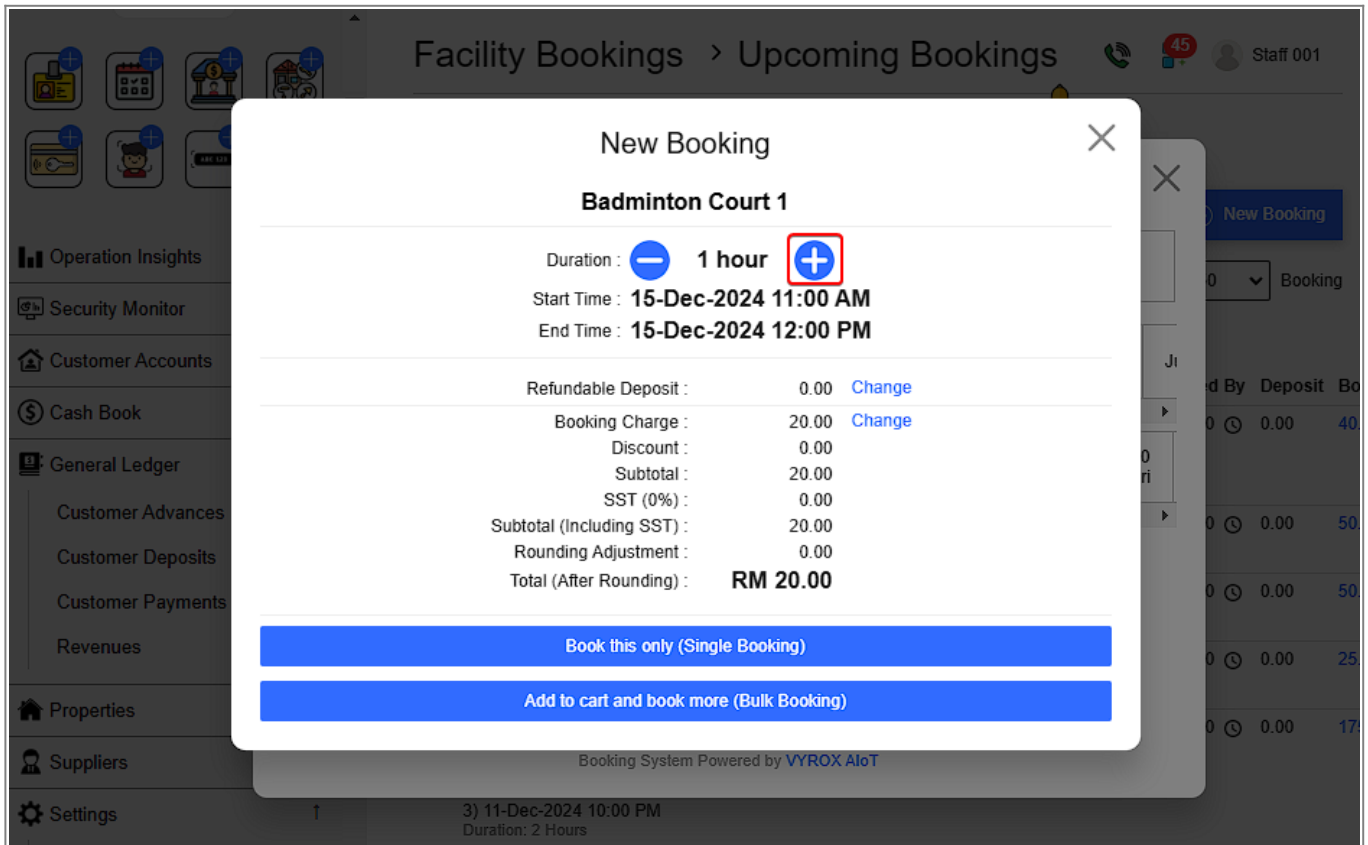 Facility Bookings > Upcoming Bookings
45
Staff 001
New Booking
Badminton Court 1
Duration : 1 hour
Start Time : 15-Dec-2024 11:00 AM
End Time : 15-Dec-2024 12:00 PM
Refundable Deposit : 0.00 Change
Booking Charge : 20.00 Change
Discount : 0.00
Subtotal : 20.00
SST (0%) : 0.00
Subtotal (Including SST) : 20.00
Rounding Adjustment : 0.00
Total (After Rounding) : RM 20.00
Book this only (Single Booking)
Add to cart and book more (Bulk Booking)
Booking System Powered by VYROX AIoT
3) 11-Dec-2024 10:00 PM
Duration: 2 Hours
Operation Insights
Security Monitor
Customer Accounts
Cash Book
General Ledger
Customer Advances
Customer Deposits
Customer Payments
Revenues
Properties
Suppliers
Settings ↑
New Booking
Booking
By Deposit
0.00 40.
0.00 50.
0.00 50.
0.00 25.
0.00